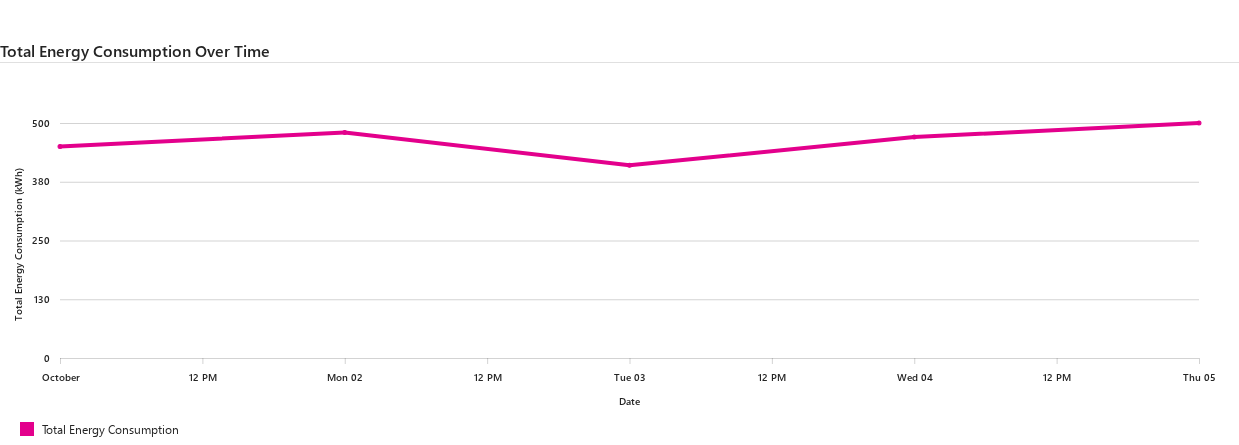 Total Energy Consumption Over Time
500
380
250
130
0
Total Energy Consumption (kWh)
October 12 PM Mon 02 12 PM Tue 03 12 PM Wed 04 12 PM Thu 05
Date
Total Energy Consumption